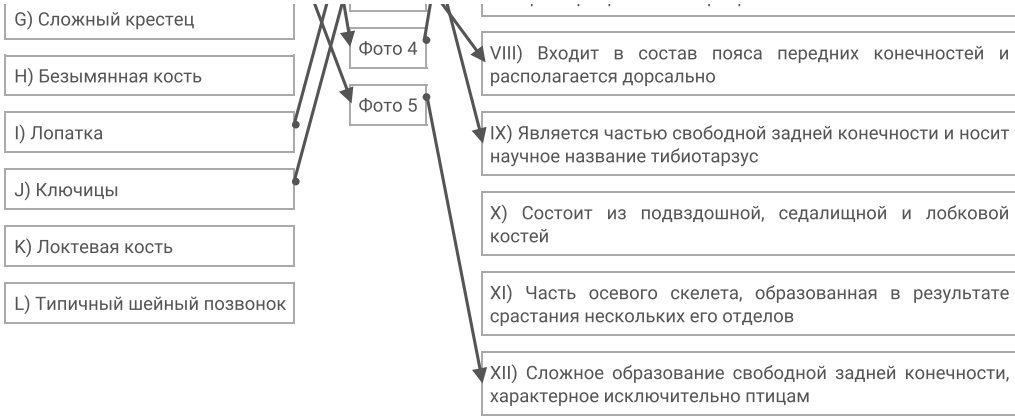 G) Сложный крестец
H) Безымянная кость
I) Лопатка
J) Ключицы
K) Локтевая кость
L) Типичный шейный позвонок
Фото 4
Фото 5
VIII) Входит в состав пояса передних конечностей и
располагается дорсально
IX) Является частью свободной задней конечности и носит
научное название тибиотарзус
X) Состоит из подвздошной, седалищной и лобковой
костей
XI) Часть осевого скелета, образованная в результате
срастания нескольких его отделов
XII) Сложное образование свободной задней конечности,
характерное исключительно птицам